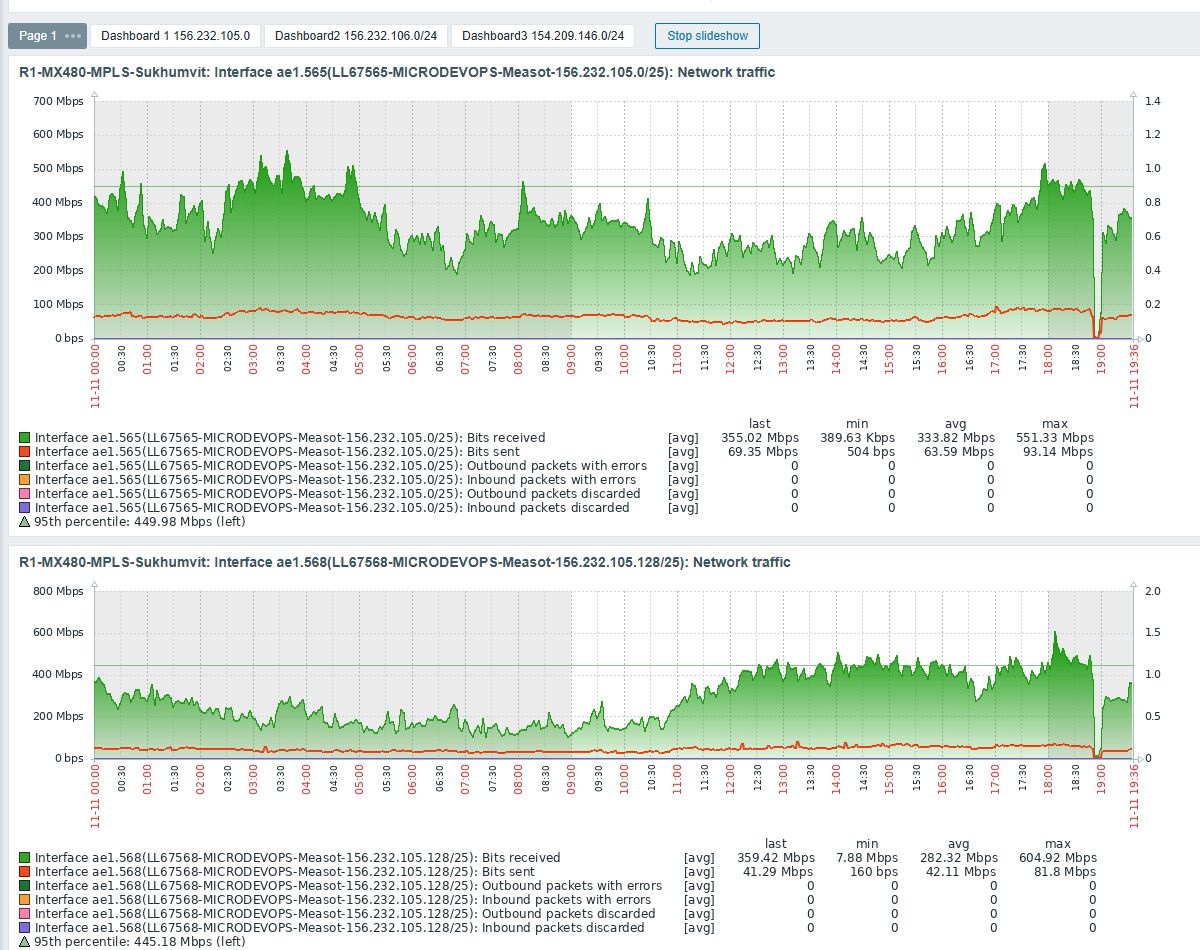 Page 1 ••• Dashboard 1 156.232.105.0 Dashboard2 156.232.106.0/24 Dashboard3 154.209.146.0/24 Stop slideshow
R1-MX480-MPLS-Sukhumvit: Interface ae1.565(LL67565-MICRODEVOPS-Measot-156.232.105.0/25): Network traffic
700 Mbps 1.4
600 Mbps 1.2
500 Mbps 1.0
400 Mbps 0.8
300 Mbps 0.6
200 Mbps 0.4
100 Mbps 0.2
0 bps 0
11-11 00:00 00:30 01:00 01:30 02:00 02:30 03:00 03:30 04:00 04:30 05:00 05:30 06:00 06:30 07:00 07:30 08:00 08:30 09:00 09:30 10:00 10:30 11:00 11:30 12:00 12:30 13:00 13:30 14:00 14:30 15:00 15:30 16:00 16:30 17:00 17:30 18:00 18:30 19:00 11-11 19:36
last min avg max
Interface ae1.565(LL67565-MICRODEVOPS-Measot-156.232.105.0/25): Bits received [avg] 355.02 Mbps 389.63 Kbps 333.82 Mbps 551.33 Mbps
Interface ae1.565(LL67565-MICRODEVOPS-Measot-156.232.105.0/25): Bits sent [avg] 69.35 Mbps 504 bps 63.59 Mbps 93.14 Mbps
Interface ae1.565(LL67565-MICRODEVOPS-Measot-156.232.105.0/25): Outbound packets with errors [avg] 0 0 0 0
Interface ae1.565(LL67565-MICRODEVOPS-Measot-156.232.105.0/25): Inbound packets with errors [avg] 0 0 0 0
Interface ae1.565(LL67565-MICRODEVOPS-Measot-156.232.105.0/25): Outbound packets discarded [avg] 0 0 0 0
Interface ae1.565(LL67565-MICRODEVOPS-Measot-156.232.105.0/25): Inbound packets discarded [avg] 0 0 0 0
95th percentile: 449.98 Mbps (left)
R1-MX480-MPLS-Sukhumvit: Interface ae1.568(LL67568-MICRODEVOPS-Measot-156.232.105.128/25): Network traffic
800 Mbps 2.0
600 Mbps 1.5
400 Mbps 1.0
200 Mbps 0.5
0 bps 0
11-11 00:00 00:30 01:00 01:30 02:00 02:30 03:00 03:30 04:00 04:30 05:00 05:30 06:00 06:30 07:00 07:30 08:00 08:30 09:00 09:30 10:00 10:30 11:00 11:30 12:00 12:30 13:00 13:30 14:00 14:30 15:00 15:30 16:00 16:30 17:00 17:30 18:00 18:30 19:00 11-11 19:36
last min avg max
Interface ae1.568(LL67568-MICRODEVOPS-Measot-156.232.105.128/25): Bits received [avg] 359.42 Mbps 7.88 Mbps 282.32 Mbps 604.92 Mbps
Interface ae1.568(LL67568-MICRODEVOPS-Measot-156.232.105.128/25): Bits sent [avg] 41.29 Mbps 160 bps 42.11 Mbps 81.8 Mbps
Interface ae1.568(LL67568-MICRODEVOPS-Measot-156.232.105.128/25): Outbound packets with errors [avg] 0 0 0 0
Interface ae1.568(LL67568-MICRODEVOPS-Measot-156.232.105.128/25): Inbound packets with errors [avg] 0 0 0 0
Interface ae1.568(LL67568-MICRODEVOPS-Measot-156.232.105.128/25): Outbound packets discarded [avg] 0 0 0 0
Interface ae1.568(LL67568-MICRODEVOPS-Measot-156.232.105.128/25): Inbound packets discarded [avg] 0 0 0 0
95th percentile: 445.18 Mbps (left)